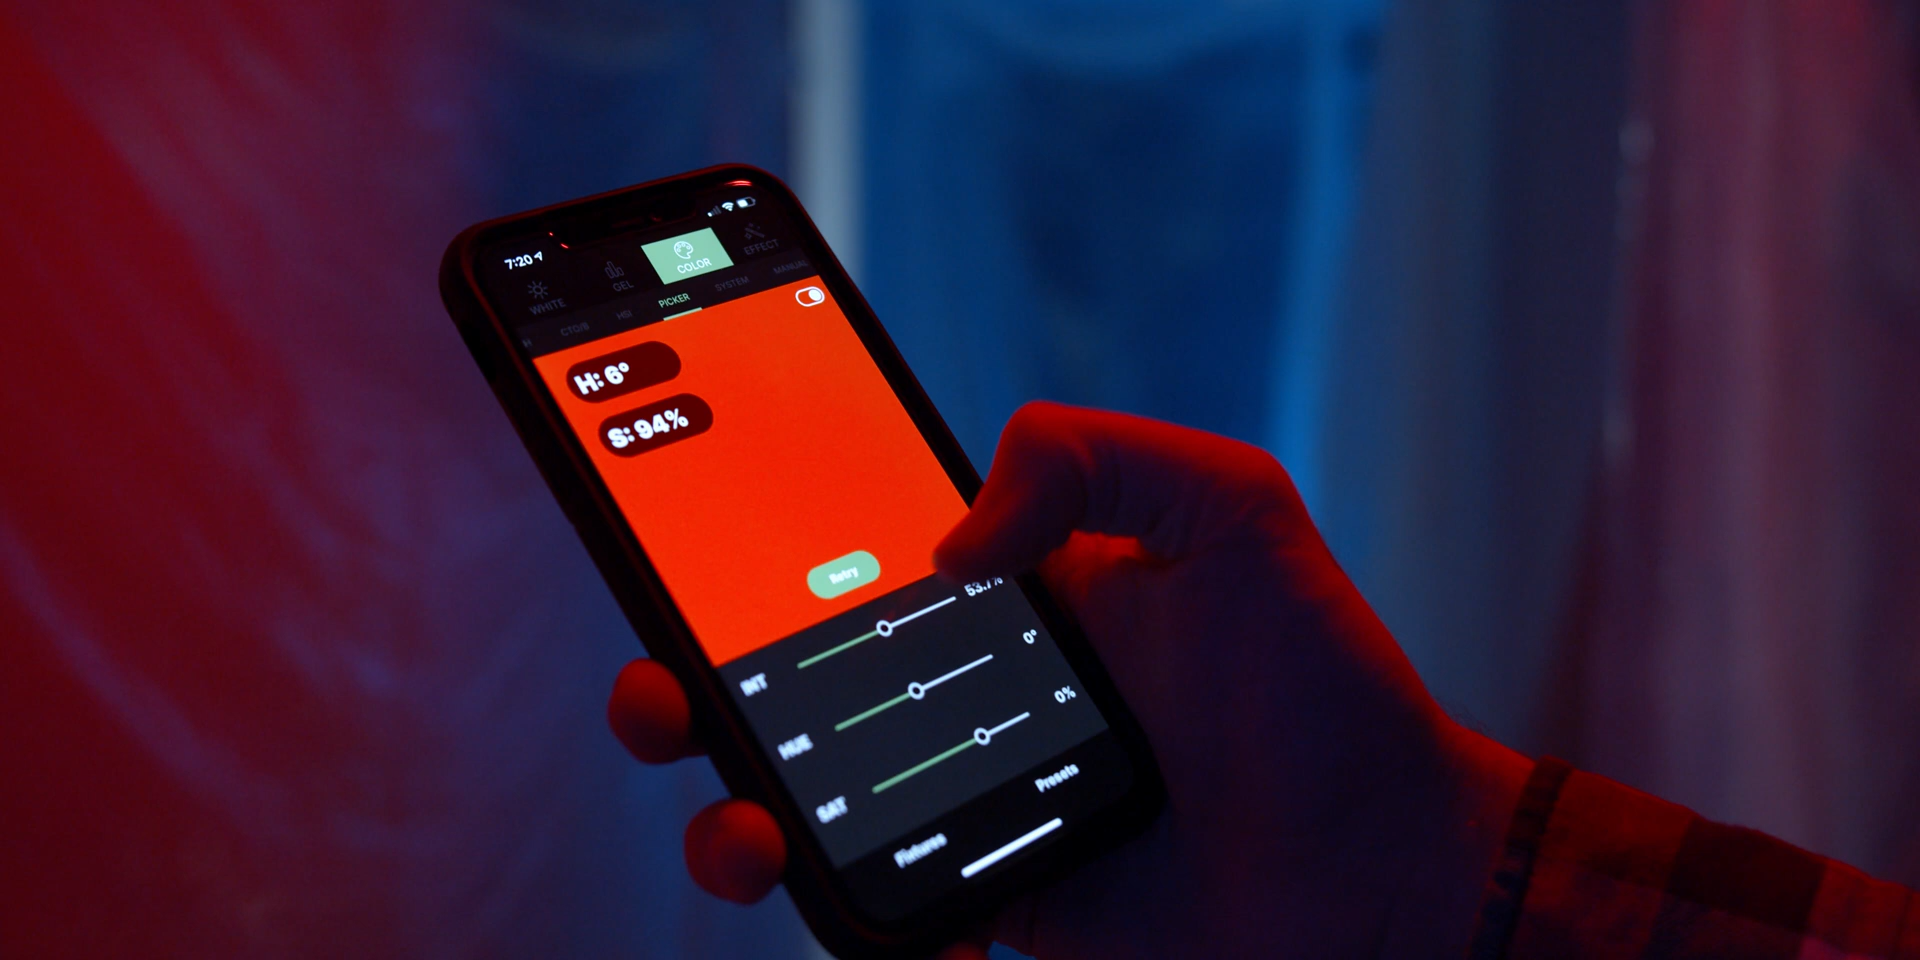 7:20
WHITE
GEL
COLOR
EFFECT
CTO/B
HSI
PICKER
SYSTEM
MANUAL
H: 6°
S: 94%
Retry
INT
53.7%
HUE
0°
SAT
0%
Fixtures
Presets